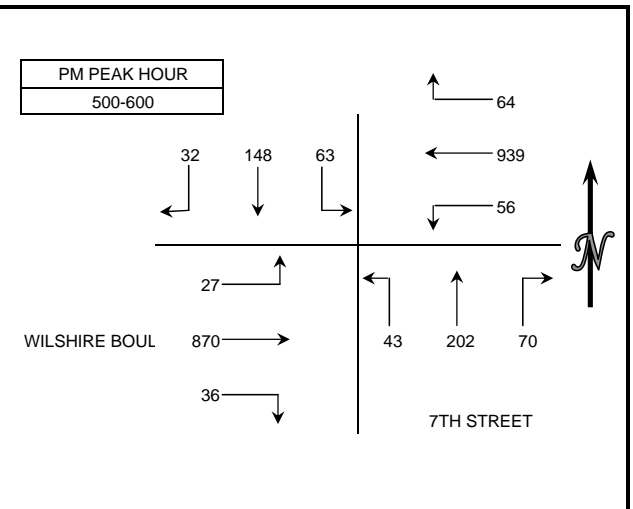 PM PEAK HOUR
500-600
64
32 148 63
939
56
N
27
WILSHIRE BOUL 870
43 202 70
36
7TH STREET